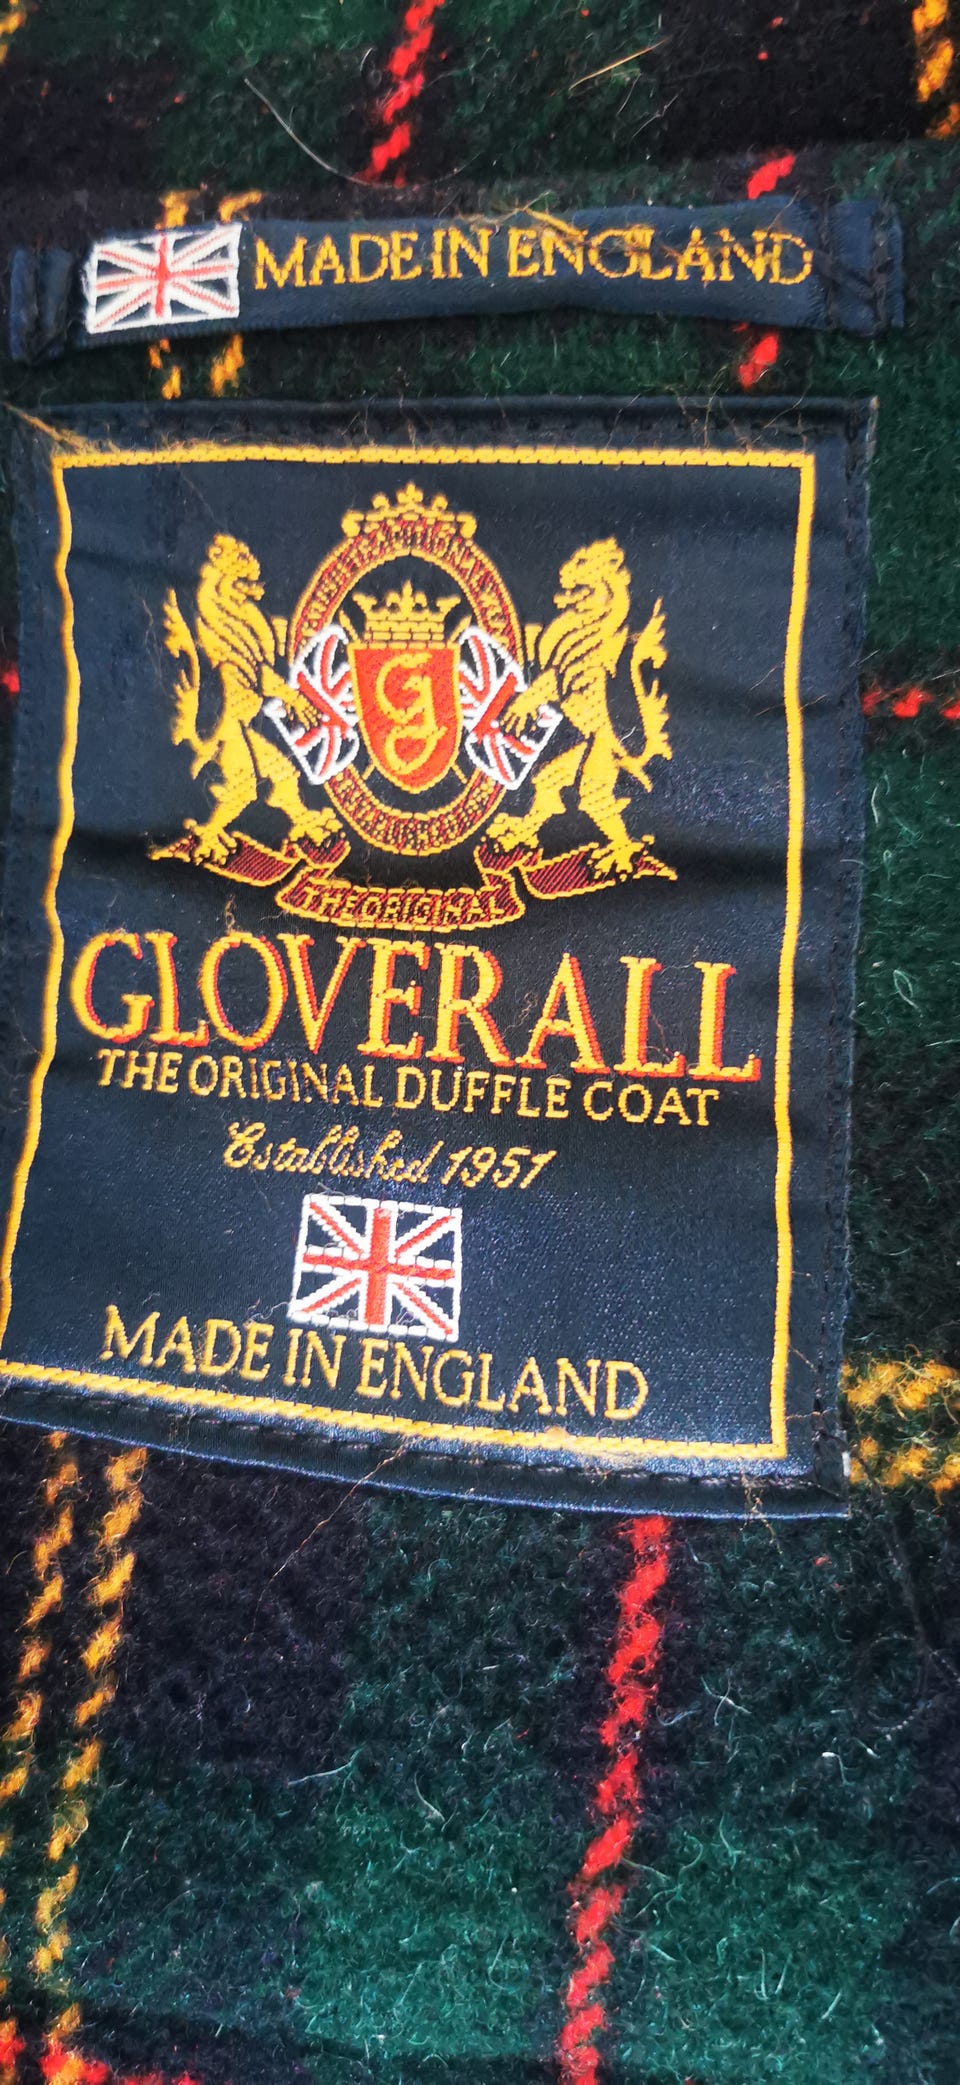 MADE IN ENGLAND
THE ORIGINAL
GLOVERALL
THE ORIGINAL DUFFLE COAT
Established 1951
MADE IN ENGLAND